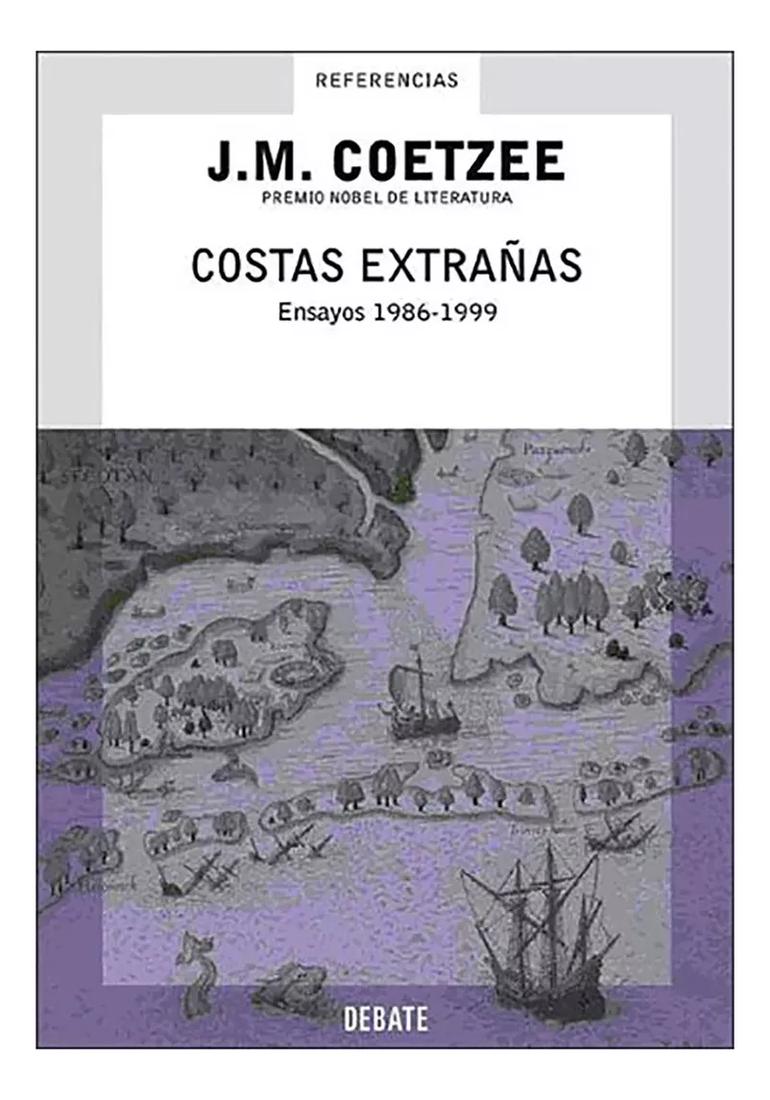 REFERENCIAS
J.M. COETZEE
PREMIO NOBEL DE LITERATURA
COSTAS EXTRAÑAS
Ensayos 1986-1999
DEBATE